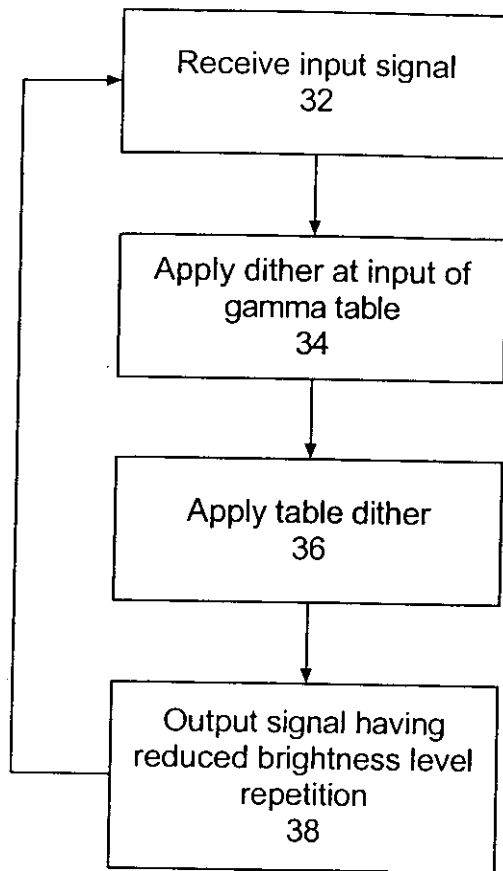 Receive input signal
32
Apply dither at input of
gamma table
34
Apply table dither
36
Output signal having
reduced brightness level
repetition
38